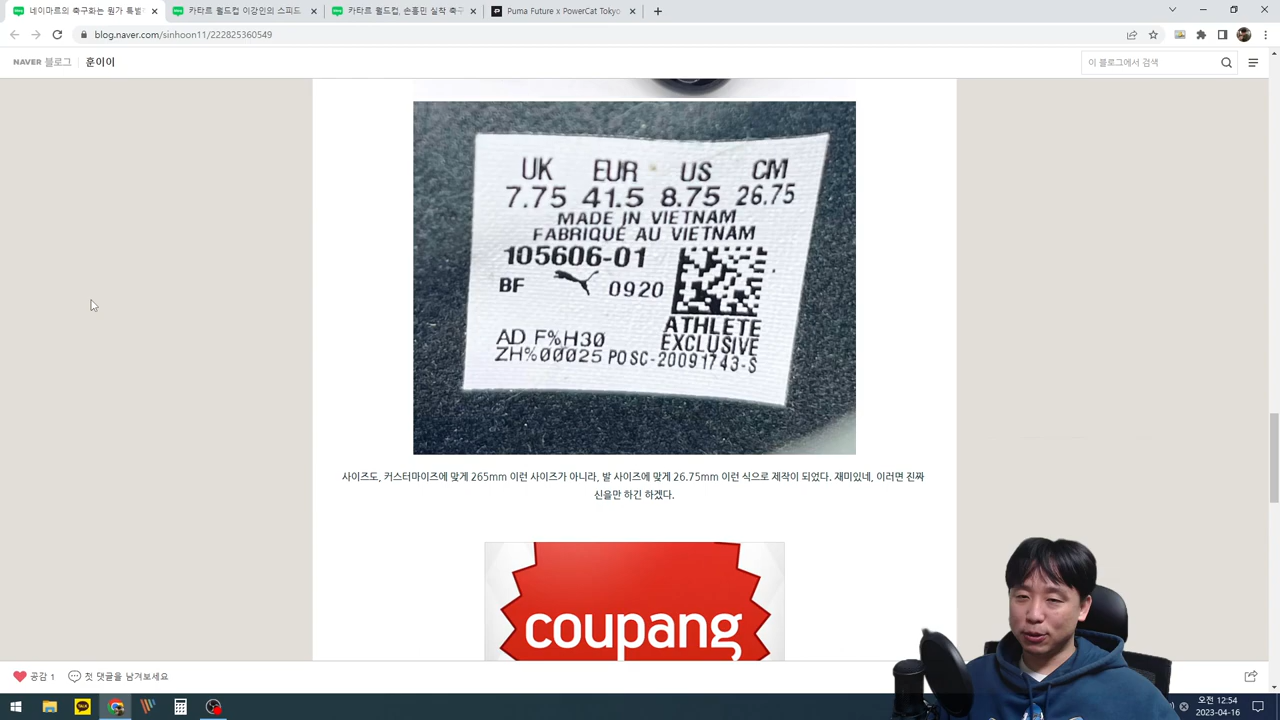 네이마르의 축구화는 뭔가 특별
카타르 월드컵 이강인의 스피드
카타르 월드컵, 손흥민 실착 축구
Puma Future x PowerCat Tokyo
blog.naver.com/sinhoon11/222825360549
NAVER 블로그 훈이이
이 블로그에서 검색
UK EUR US CM
7.75 41.5 8.75 26.75
MADE IN VIETNAM
FABRIQUÉ AU VIETNAM
105606-01
BF 0920
ATHLETE
EXCLUSIVE
AD F%H30
ZH%00025 PO SC-20091743-S
사이즈도, 커스터마이즈에 맞게 265mm 이런 사이즈가 아니라, 발 사이즈에 맞게 26.75mm 이런 식으로 제작이 되었다. 재미있네, 이러면 진짜
신을만 하긴 하겠다.
coupang
공감 1 첫 댓글을 남겨보세요
TALK
오전 12:54
2023-04-16